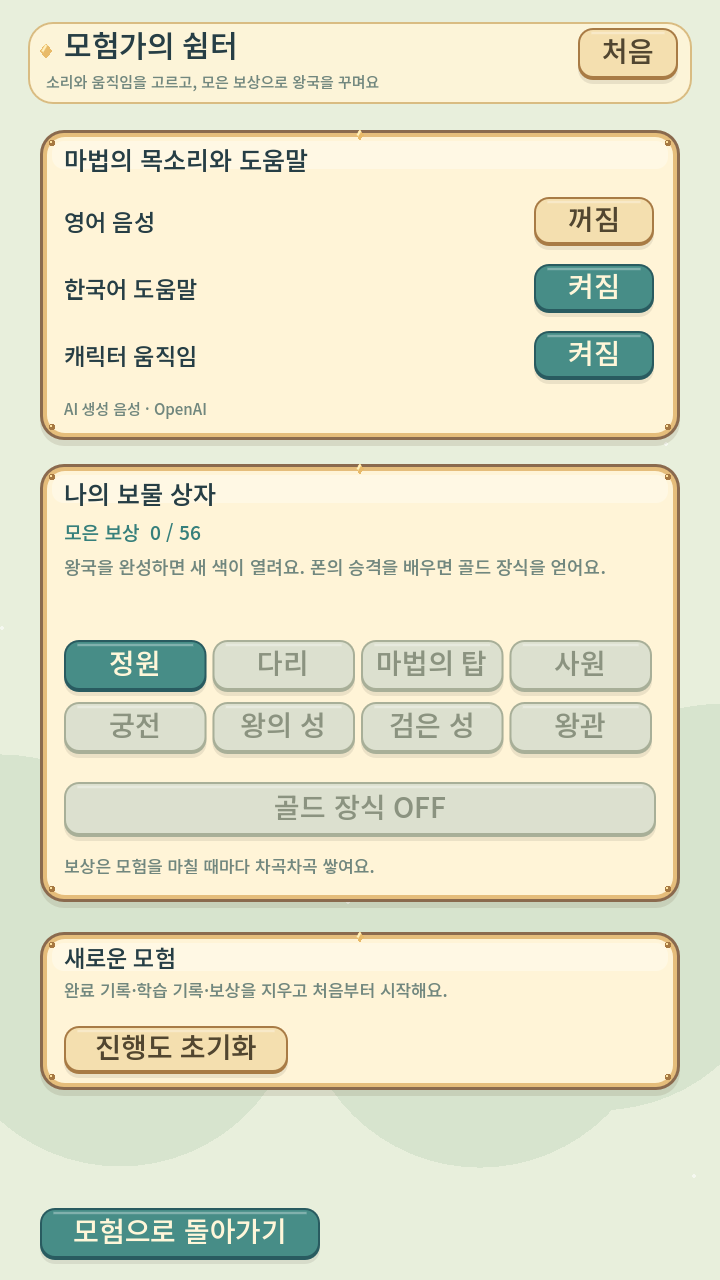 모험가의 쉼터
처음
소리와 움직임을 고르고, 모은 보상으로 왕국을 꾸며요
마법의 목소리와 도움말
영어 음성
꺼짐
한국어 도움말
켜짐
캐릭터 움직임
켜짐
AI 생성 음성 · OpenAI
나의 보물 상자
모은 보상 0 / 56
왕국을 완성하면 새 색이 열려요. 폰의 승격을 배우면 골드 장식을 얻어요.
정원 다리 마법의 탑 사원
궁전 왕의 성 검은 성 왕관
골드 장식 OFF
보상은 모험을 마칠 때마다 차곡차곡 쌓여요.
새로운 모험
완료 기록·학습 기록·보상을 지우고 처음부터 시작해요.
진행도 초기화
모험으로 돌아가기